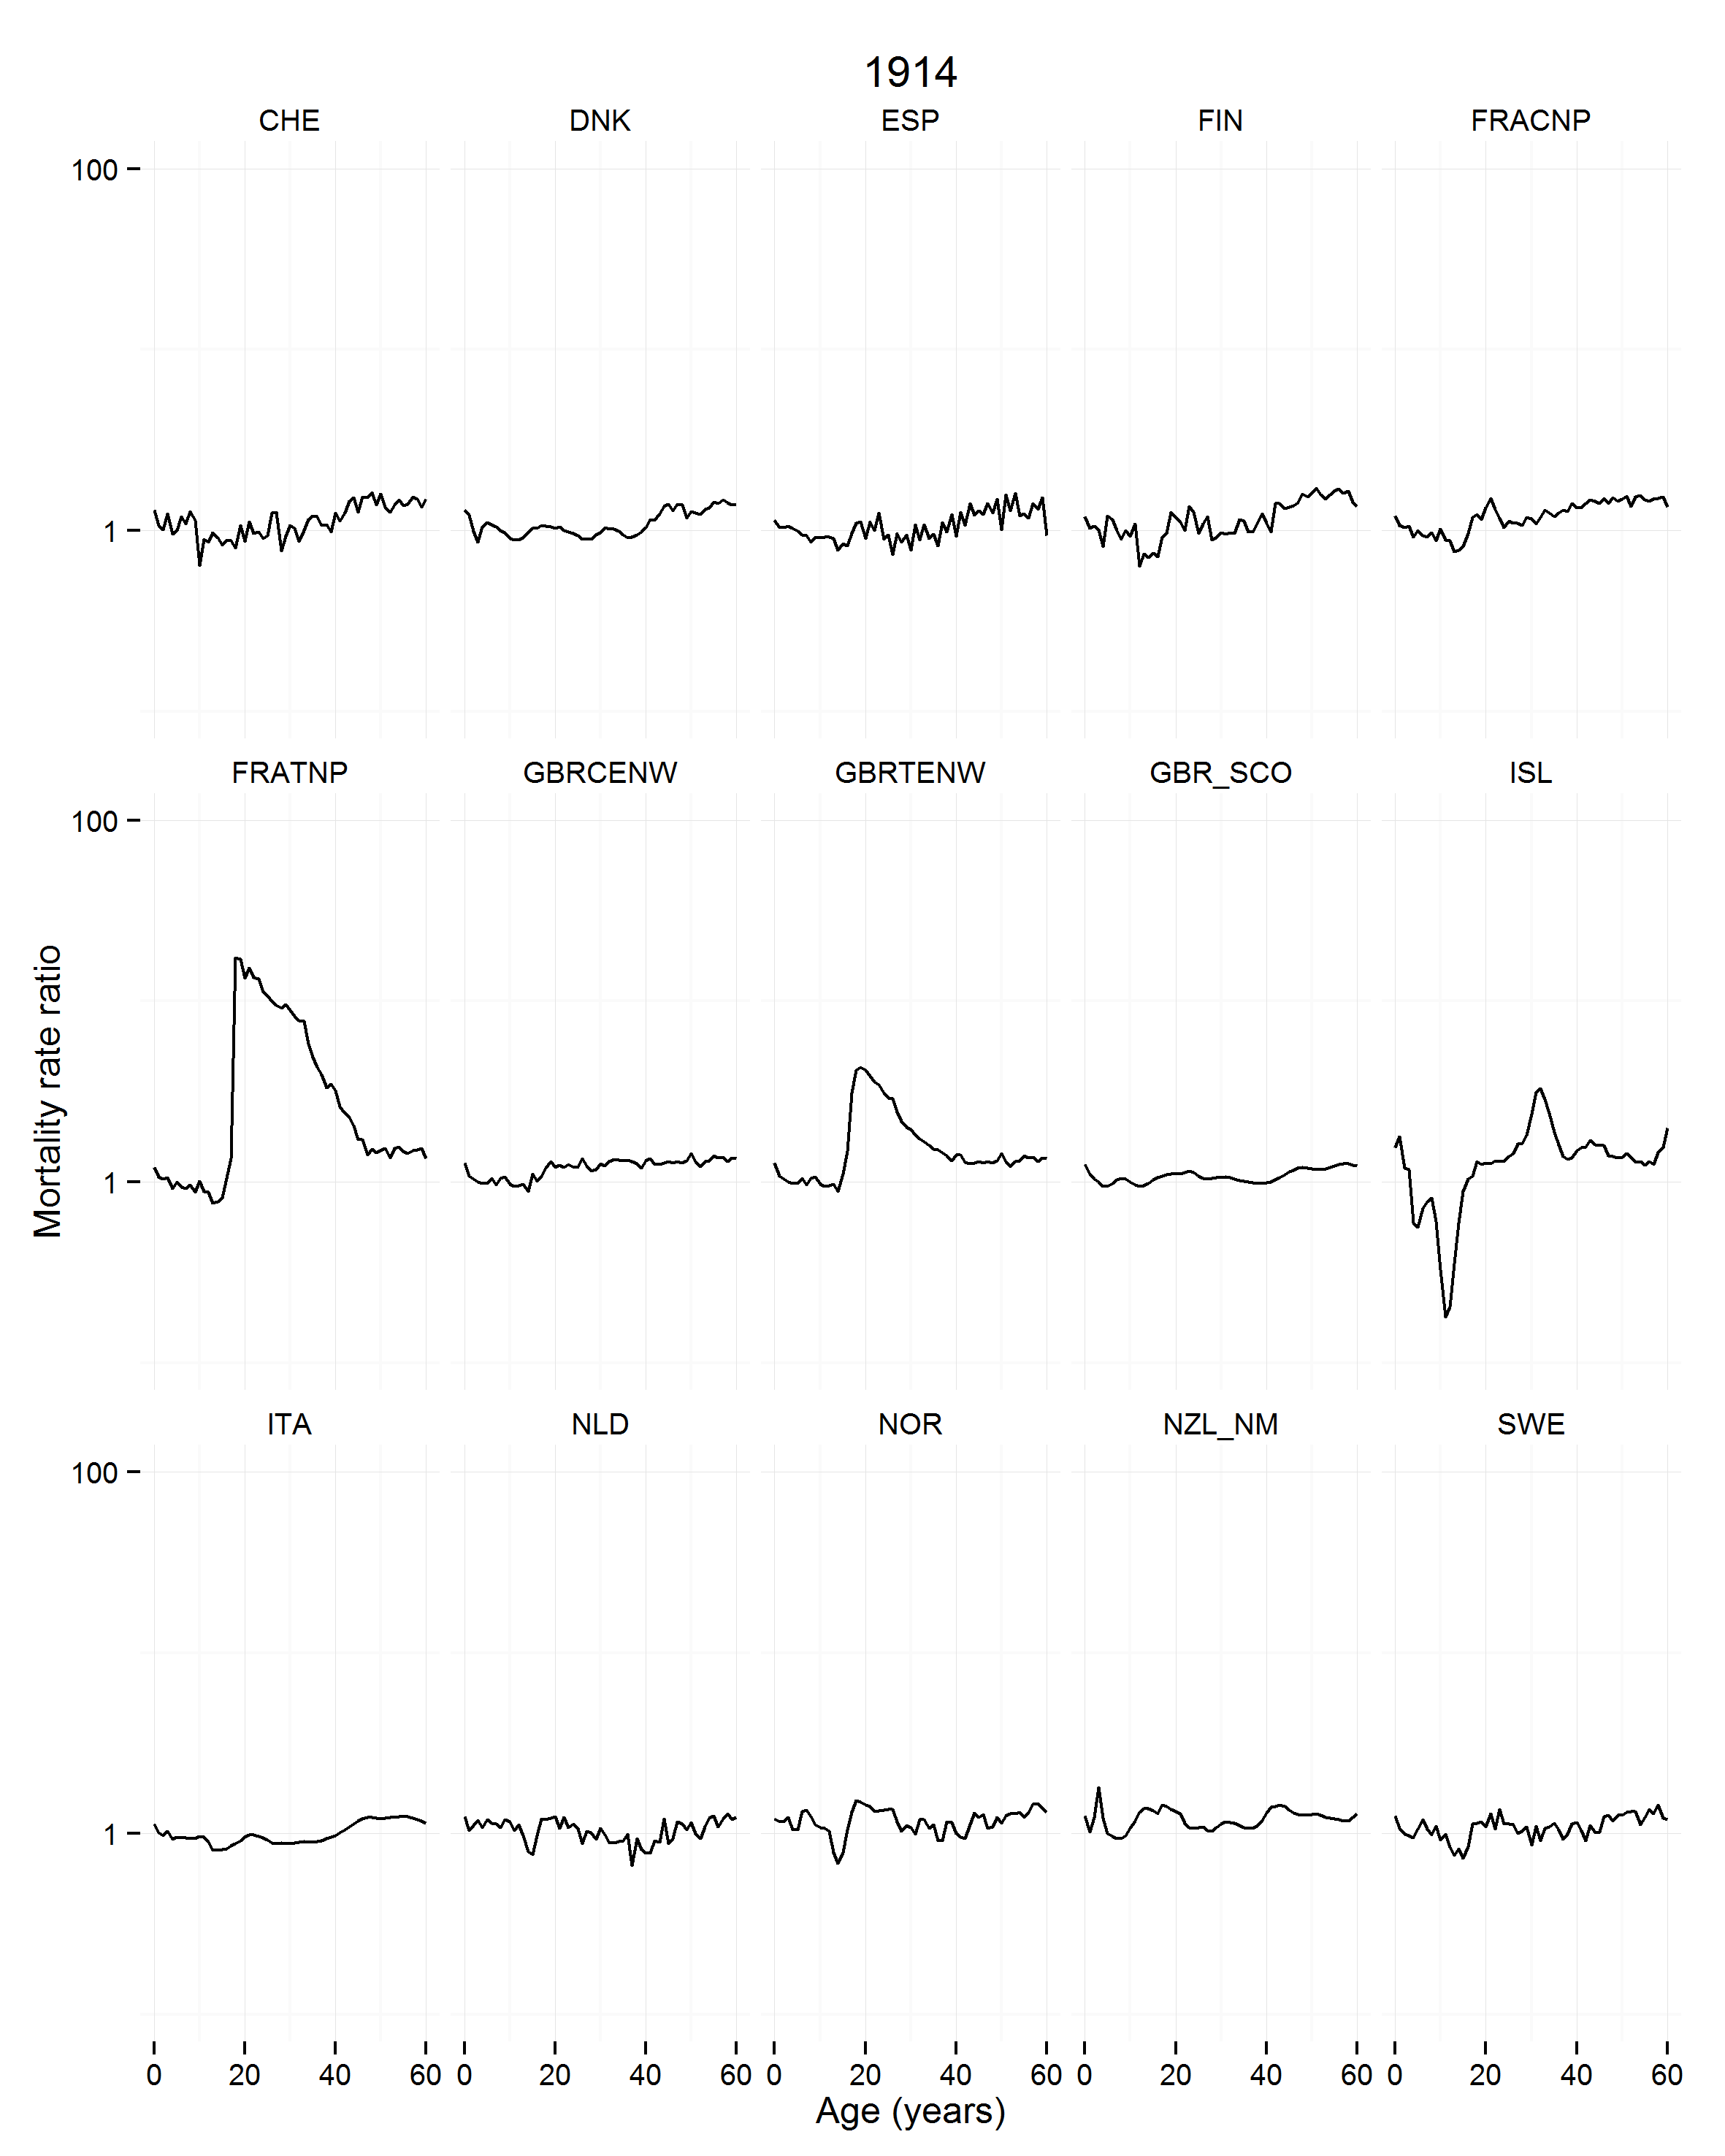 1914
CHE DNK ESP FIN FRACNP
100
1
FRATNP GBRCENW GBRTENW GBR_SCO ISL
100
1
Mortality rate ratio
ITA NLD NOR NZL_NM SWE
100
1
0 20 40 60 0 20 40 60 0 20 40 60 0 20 40 60 0 20 40 60
Age (years)